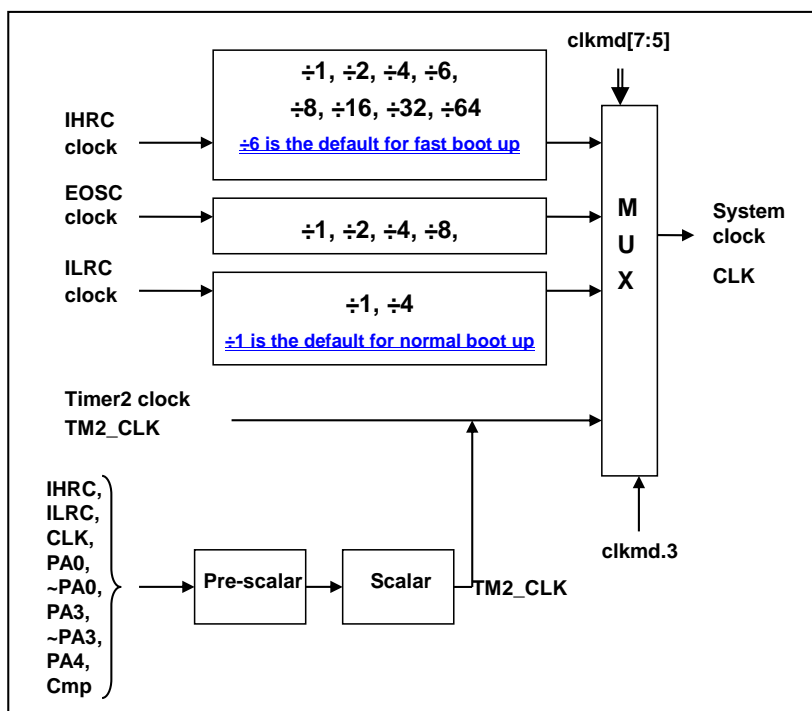 clkmd[7:5]
÷1, ÷2, ÷4, ÷6,
÷8, ÷16, ÷32, ÷64
÷6 is the default for fast boot up
IHRC
clock
EOSC
clock
÷1, ÷2, ÷4, ÷8,
ILRC
clock
÷1, ÷4
÷1 is the default for normal boot up
M
U
X
System
clock
CLK
Timer2 clock
TM2_CLK
IHRC,
ILRC,
CLK,
PA0,
~PA0,
PA3,
~PA3,
PA4,
Cmp
Pre-scalar
Scalar
TM2_CLK
clkmd.3